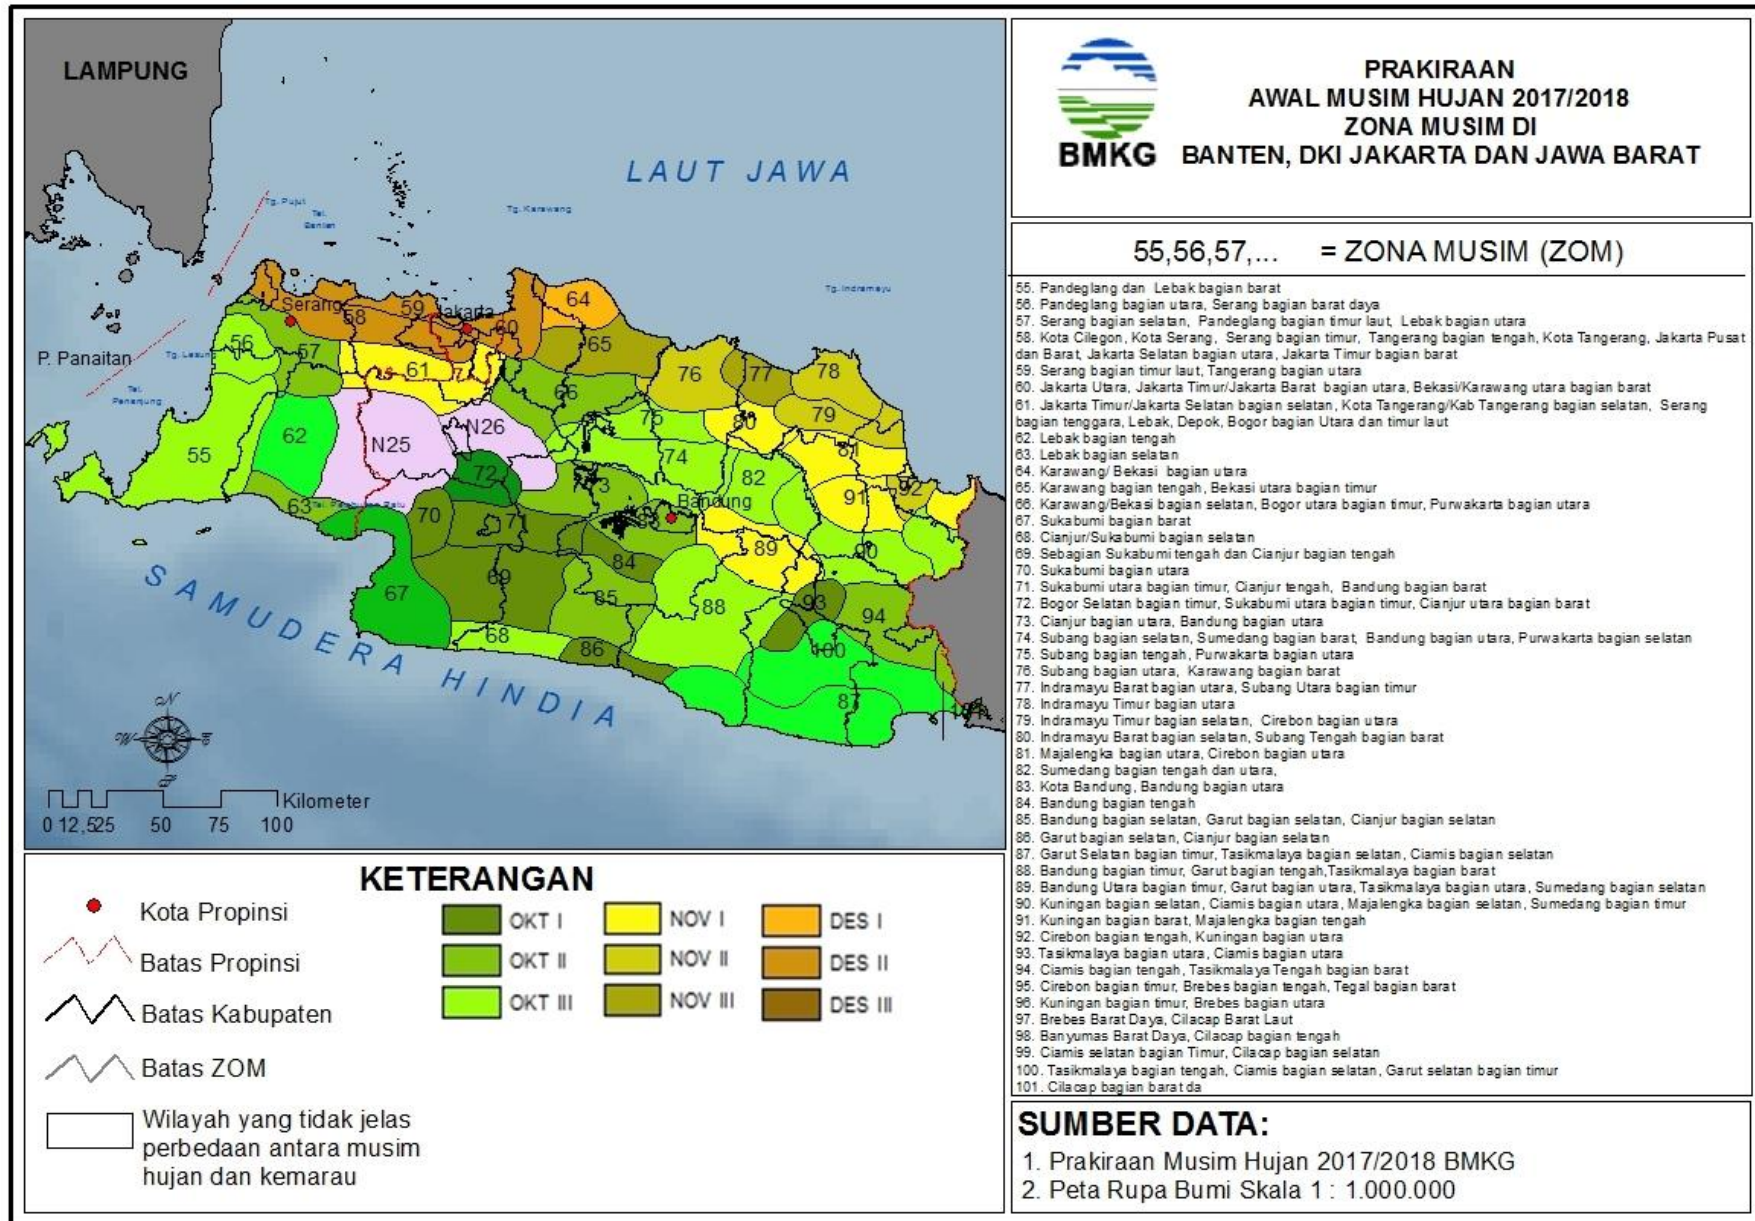 LAMPUNG
LAUT JAWA
Tg. Pujut
Tel.
Banten
Tg. Karawang
Tg. Indramayu
P. Panaitan
Tg. Lesung
Tel.
Serang
Jakarta
Bandung
64
59
58
60
65
56
57
61
76
77
78
66
79
75
80
62
N25
N26
81
55
74
72
82
73
91
92
63
70
71
83
89
90
84
67
69
85
88
93
94
68
86
100
87
SAMUDERA HINDIA
N
W
E
S
Kilometer
0 12,525 50 75 100
KETERANGAN
Kota Propinsi
Batas Propinsi
Batas Kabupaten
Batas ZOM
Wilayah yang tidak jelas
perbedaan antara musim
hujan dan kemarau
OKT I
OKT II
OKT III
NOV I
NOV II
NOV III
DES I
DES II
DES III
BMKG
PRAKIRAAN
AWAL MUSIM HUJAN 2017/2018
ZONA MUSIM DI
BANTEN, DKI JAKARTA DAN JAWA BARAT
55,56,57,... = ZONA MUSIM (ZOM)
55. Pandeglang dan Lebak bagian barat
56. Pandeglang bagian utara, Serang bagian barat daya
57. Serang bagian selatan, Pandeglang bagian timur laut, Lebak bagian utara
58. Kota Cilegon, Kota Serang, Serang bagian timur, Tangerang bagian tengah, Kota Tangerang, Jakarta Pusat
dan Barat, Jakarta Selatan bagian utara, Jakarta Timur bagian barat
59. Serang bagian timur laut, Tangerang bagian utara
60. Jakarta Utara, Jakarta Timur/Jakarta Barat bagian utara, Bekasi/Karawang utara bagian barat
61. Jakarta Timur/Jakarta Selatan bagian selatan, Kota Tangerang/Kab Tangerang bagian selatan, Serang
bagian tenggara, Lebak, Depok, Bogor bagian Utara dan timur laut
62. Lebak bagian tengah
63. Lebak bagian selatan
64. Karawang/ Bekasi bagian utara
65. Karawang bagian tengah, Bekasi utara bagian timur
66. Karawang/Bekasi bagian selatan, Bogor utara bagian timur, Purwakarta bagian utara
67. Sukabumi bagian barat
68. Cianjur/Sukabumi bagian selatan
69. Sebagian Sukabumi tengah dan Cianjur bagian tengah
70. Sukabumi bagian utara
71. Sukabumi utara bagian timur, Cianjur tengah, Bandung bagian barat
72. Bogor Selatan bagian timur, Sukabumi utara bagian timur, Cianjur utara bagian barat
73. Cianjur bagian utara, Bandung bagian utara
74. Subang bagian selatan, Sumedang bagian barat, Bandung bagian utara, Purwakarta bagian selatan
75. Subang bagian tengah, Purwakarta bagian utara
76. Subang bagian utara, Karawang bagian barat
77. Indramayu Barat bagian utara, Subang Utara bagian timur
78. Indramayu Timur bagian utara
79. Indramayu Timur bagian selatan, Cirebon bagian utara
80. Indramayu Barat bagian selatan, Subang Tengah bagian barat
81. Majalengka bagian utara, Cirebon bagian utara
82. Sumedang bagian tengah dan utara,
83. Kota Bandung, Bandung bagian utara
84. Bandung bagian tengah
85. Bandung bagian selatan, Garut bagian selatan, Cianjur bagian selatan
86. Garut bagian selatan, Cianjur bagian selatan
87. Garut Selatan bagian timur, Tasikmalaya bagian selatan, Ciamis bagian selatan
88. Bandung bagian timur, Garut bagian tengah,Tasikmalaya bagian barat
89. Bandung Utara bagian timur, Garut bagian utara, Tasikmalaya bagian utara, Sumedang bagian selatan
90. Kuningan bagian selatan, Ciamis bagian utara, Majalengka bagian selatan, Sumedang bagian timur
91. Kuningan bagian barat, Majalengka bagian tengah
92. Cirebon bagian tengah, Kuningan bagian utara
93. Tasikmalaya bagian utara, Ciamis bagian utara
94. Ciamis bagian tengah, Tasikmalaya Tengah bagian barat
95. Cirebon bagian timur, Brebes bagian tengah, Tegal bagian barat
96. Kuningan bagian timur, Brebes bagian utara
97. Brebes Barat Daya, Cilacap Barat Laut
98. Banyumas Barat Daya, Cilacap bagian tengah
99. Ciamis selatan bagian Timur, Cilacap bagian selatan
100. Tasikmalaya bagian tengah, Ciamis bagian selatan, Garut selatan bagian timur
101. Cilacap bagian barat da
SUMBER DATA:
1. Prakiraan Musim Hujan 2017/2018 BMKG
2. Peta Rupa Bumi Skala 1 : 1.000.000